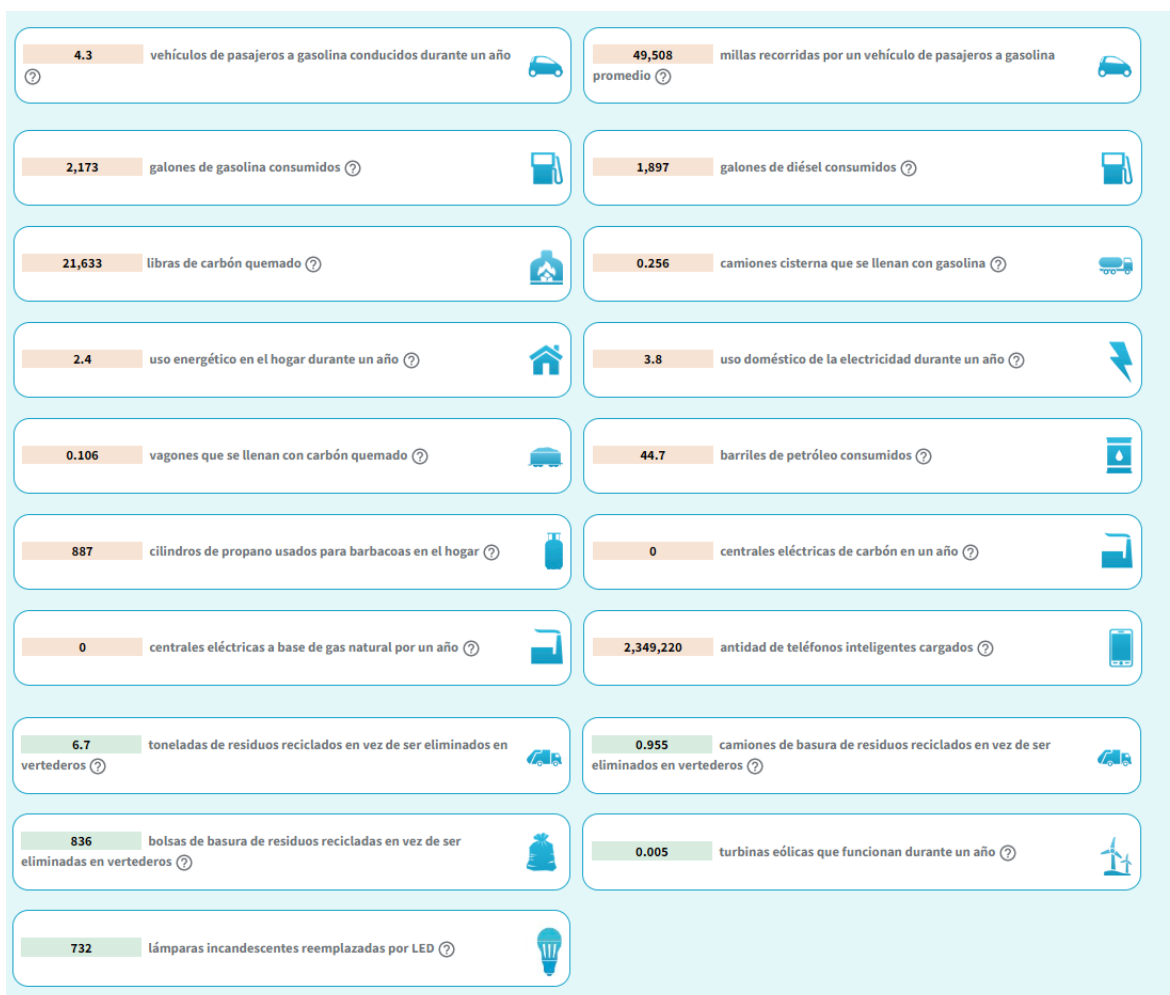 4.3 vehículos de pasajeros a gasolina conducidos durante un año
?
49,508 millas recorridas por un vehículo de pasajeros a gasolina
promedio ?
2,173 galones de gasolina consumidos ?
1,897 galones de diésel consumidos ?
21,633 libras de carbón quemado ?
0.256 camiones cisterna que se llenan con gasolina ?
2.4 uso energético en el hogar durante un año ?
3.8 uso doméstico de la electricidad durante un año ?
0.106 vagones que se llenan con carbón quemado ?
44.7 barriles de petróleo consumidos ?
887 cilindros de propano usados para barbacoas en el hogar ?
0 centrales eléctricas de carbón en un año ?
0 centrales eléctricas a base de gas natural por un año ?
2,349,220 antidad de teléfonos inteligentes cargados ?
6.7 toneladas de residuos reciclados en vez de ser eliminados en
vertederos ?
0.955 camiones de basura de residuos reciclados en vez de ser
eliminados en vertederos ?
836 bolsas de basura de residuos recicladas en vez de ser
eliminadas en vertederos ?
0.005 turbinas eólicas que funcionan durante un año ?
732 lámparas incandescentes reemplazadas por LED ?